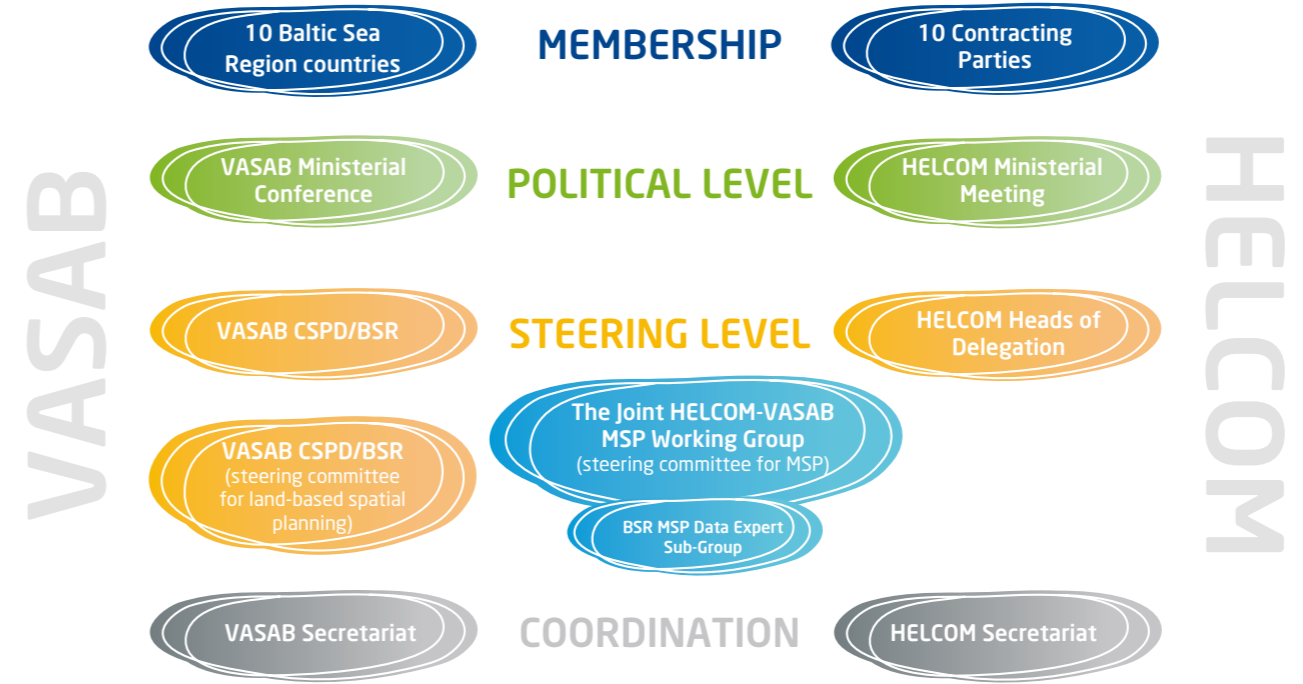 10 Baltic Sea
Region countries
MEMBERSHIP
10 Contracting
Parties
VASAB
VASAB Ministerial
Conference
POLITICAL LEVEL
HELCOM Ministerial
Meeting
HELCOM
VASAB CSPD/BSR
STEERING LEVEL
HELCOM Heads of
Delegation
VASAB CSPD/BSR
(steering committee
for land-based spatial
planning)
The Joint HELCOM-VASAB
MSP Working Group
(steering committee for MSP)
BSR MSP Data Expert
Sub-Group
VASAB Secretariat
COORDINATION
HELCOM Secretariat